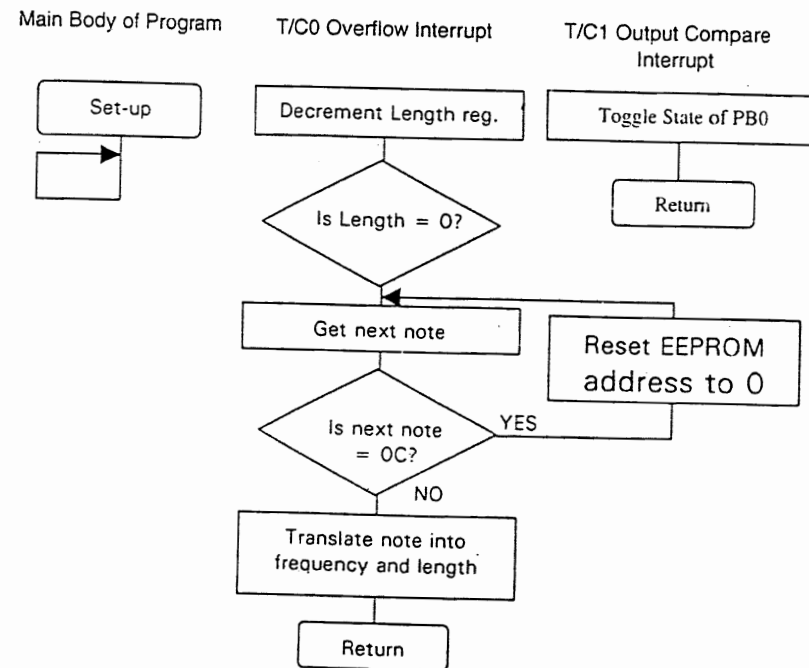 Main Body of Program
T/C0 Overflow Interrupt
T/C1 Output Compare
Interrupt
Set-up
Decrement Length reg.
Toggle State of PB0
Return
Is Length = 0?
Get next note
Reset EEPROM
address to 0
Is next note
= 0C?
YES
NO
Translate note into
frequency and length
Return